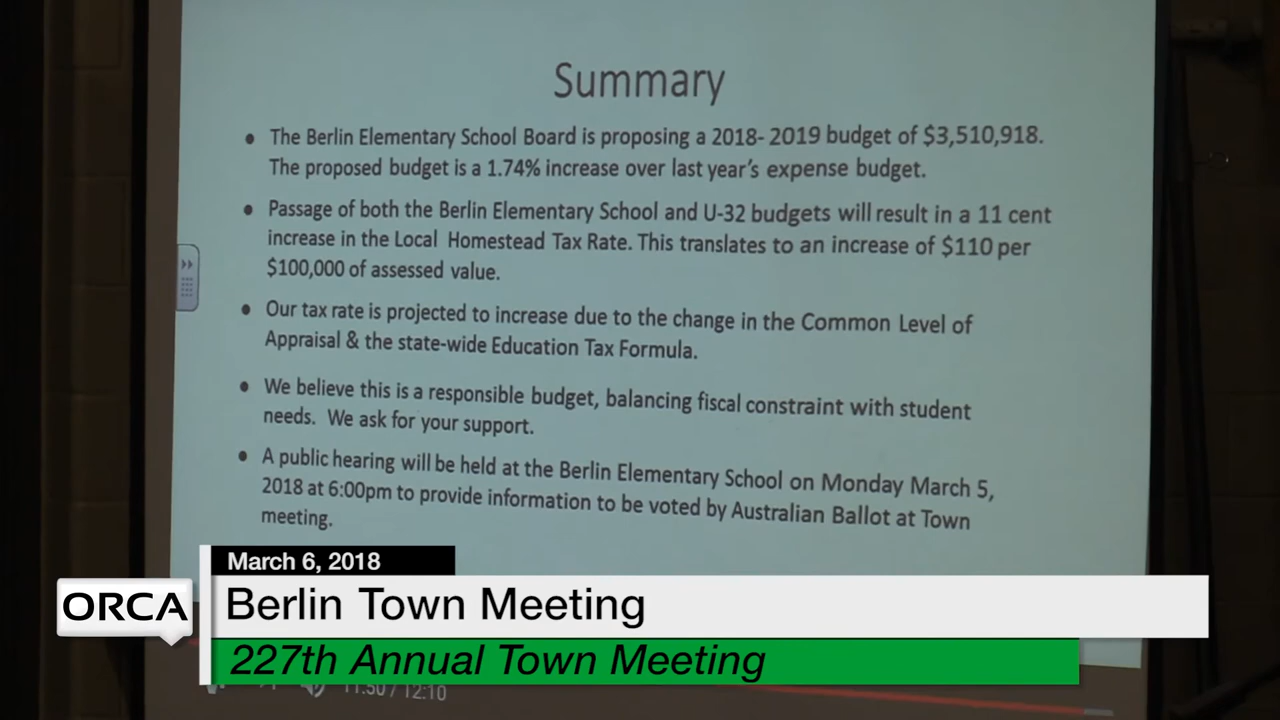 Summary
● The Berlin Elementary School Board is proposing a 2018- 2019 budget of $3,510,918.
The proposed budget is a 1.74% increase over last year's expense budget.
● Passage of both the Berlin Elementary School and U-32 budgets will result in a 11 cent
increase in the Local Homestead Tax Rate. This translates to an increase of $110 per
$100,000 of assessed value.
● Our tax rate is projected to increase due to the change in the Common Level of
Appraisal & the state-wide Education Tax Formula.
● We believe this is a responsible budget, balancing fiscal constraint with student
needs. We ask for your support.
● A public hearing will be held at the Berlin Elementary School on Monday March 5,
2018 at 6:00pm to provide information to be voted by Australian Ballot at Town
meeting.
March 6, 2018
ORCA
Berlin Town Meeting
227th Annual Town Meeting
11:50 / 12:10